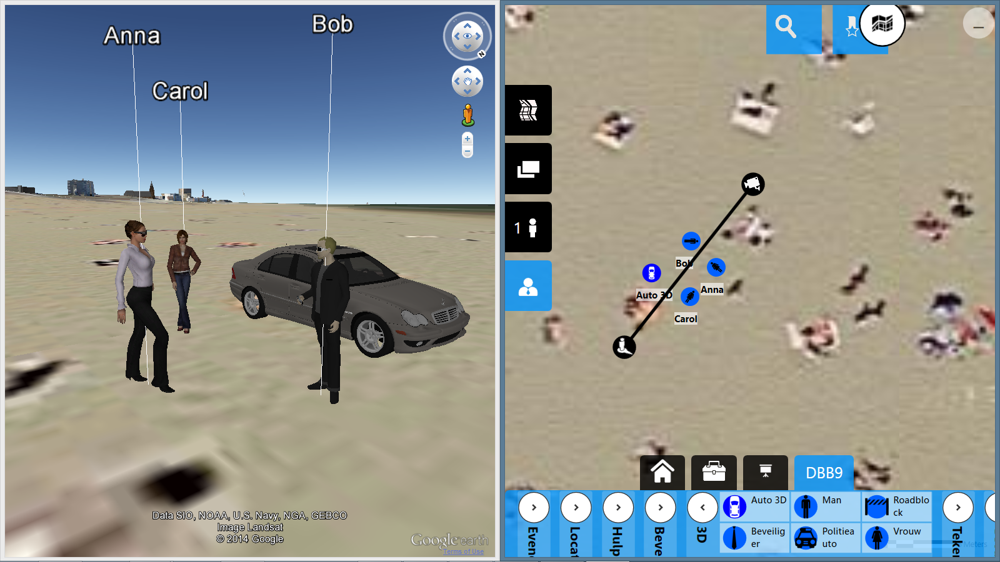 Anna
Bob
Carol
N
Data SIO, NOAA, U.S. Navy, NGA, GEBCO
Image Landsat
© 2014 Google
Google earth
Terms of Use
1
Bob
Auto 3D
Anna
Carol
DBB9
Even
Locat
Hulp
Beve
3D
Auto 3D
Man
Roadblo
ck
Beveilig
er
Politiea
uto
Vrouw
Teke
Meters